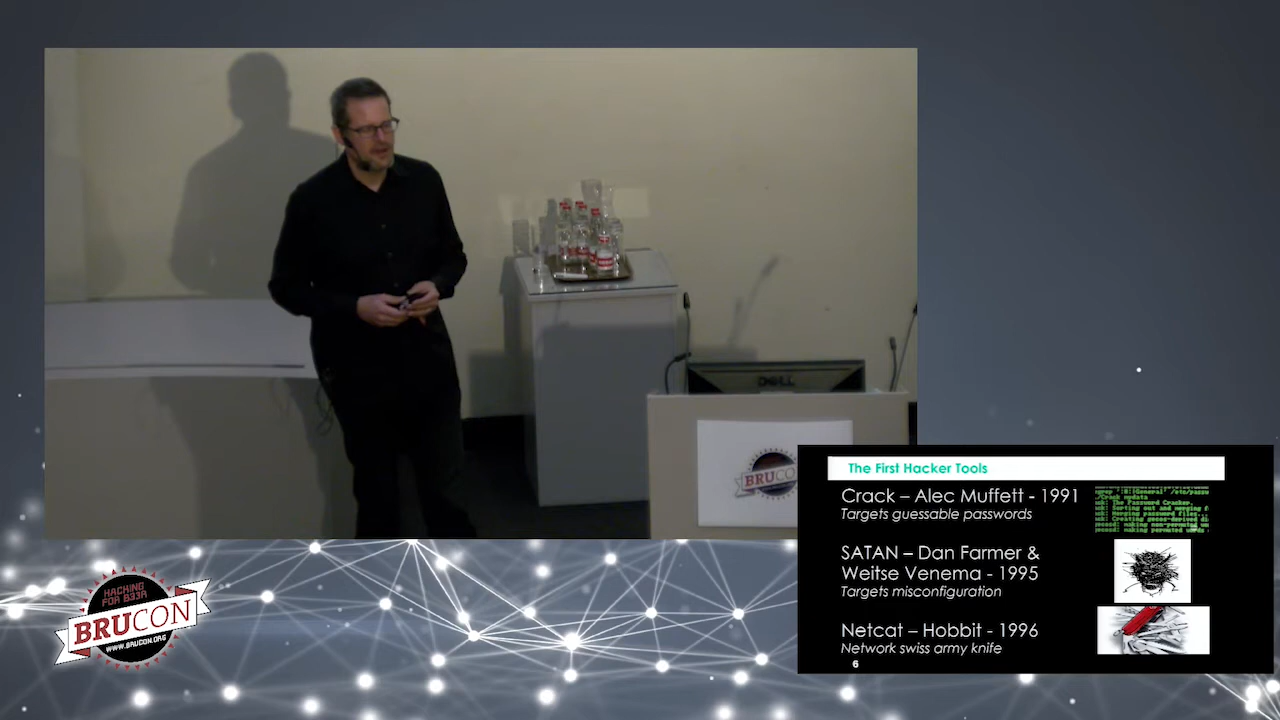 DELL
BRUCO
The First Hacker Tools
Crack – Alec Muffett - 1991
Targets guessable passwords
SATAN – Dan Farmer &
Weitse Venema - 1995
Targets misconfiguration
Netcat – Hobbit - 1996
Network swiss army knife
6
HACKING
FOR B33R
BRUCON
WWW.BRUCON.ORG